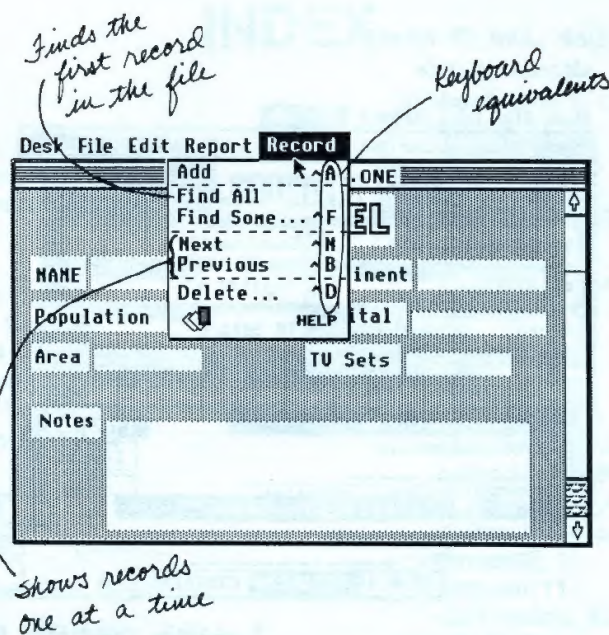 Finds the
first record
in the file
Keyboard
equivalents
Desk File Edit Report Record
Add ^A .ONE
Find All
Find Some... ^F EL
Next ^N
Previous ^B
Delete... ^D
HELP
NAME inent
Population ital
Area TV Sets
Notes
Shows records
one at a time